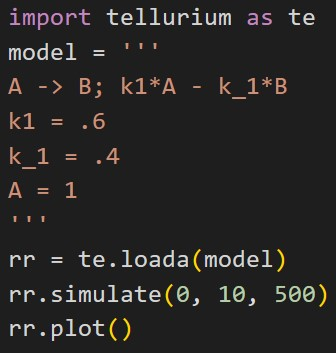 import tellurium as te
model = '''
A -> B; k1*A - k_1*B
k1 = .6
k_1 = .4
A = 1
'''
rr = te.loada(model)
rr.simulate(0, 10, 500)
rr.plot()